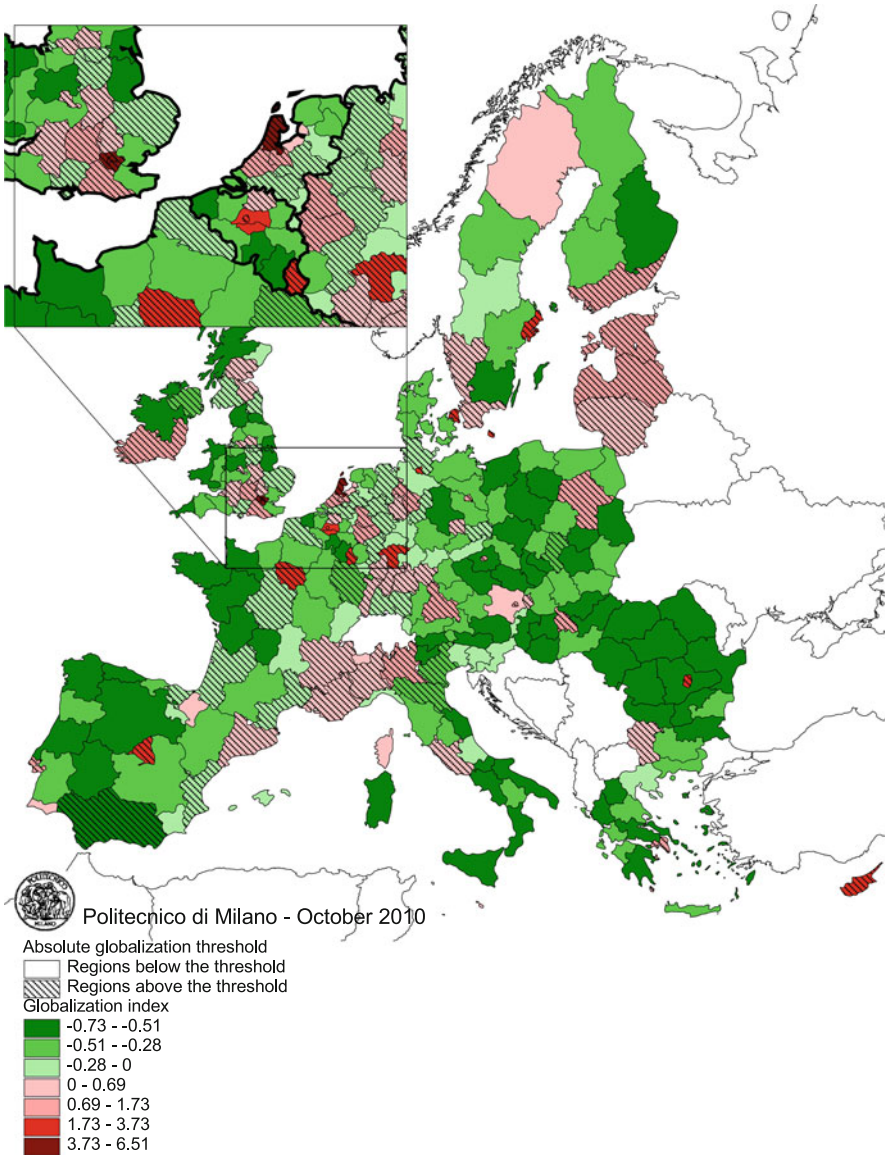 POLITECNICO
MILANO
Politecnico di Milano - October 2010
Absolute globalization threshold
Regions below the threshold
Regions above the threshold
Globalization index
-0.73 - -0.51
-0.51 - -0.28
-0.28 - 0
0 - 0.69
0.69 - 1.73
1.73 - 3.73
3.73 - 6.51